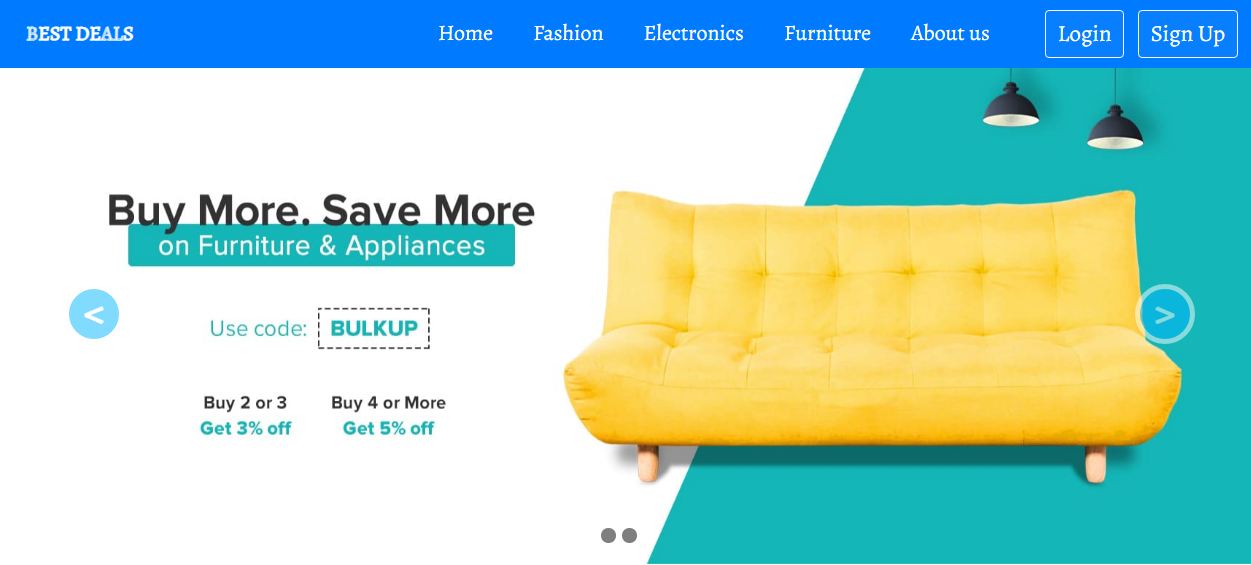 BEST DEALS Home Fashion Electronics Furniture About us Login Sign Up
Buy More. Save More
on Furniture & Appliances
< >
Use code: BULKUP
Buy 2 or 3 Buy 4 or More
Get 3% off Get 5% off